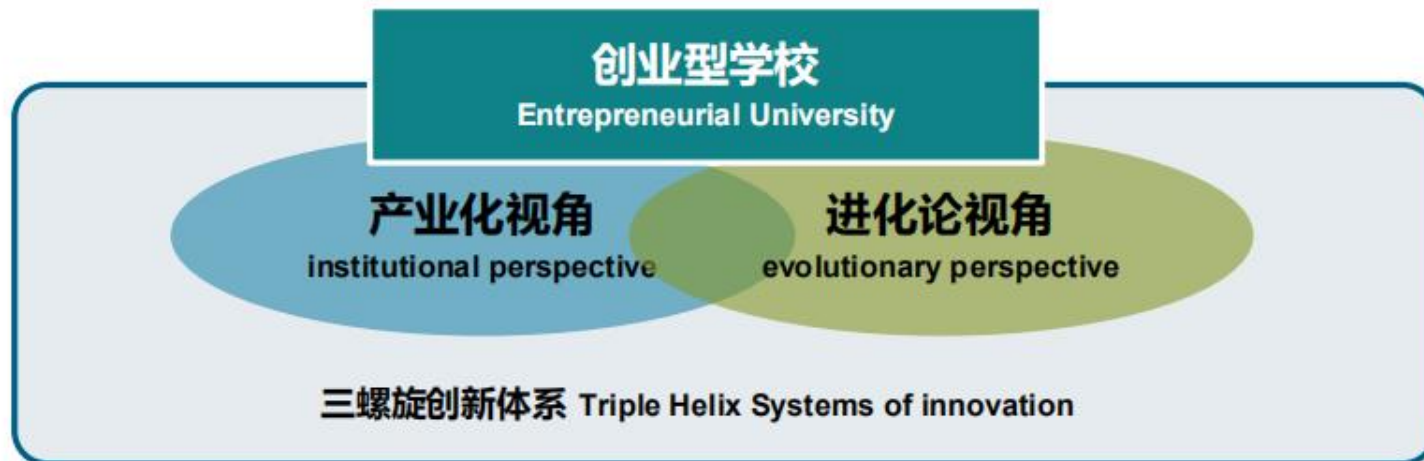 创业型学校
Entrepreneurial University
产业化视角
institutional perspective
进化论视角
evolutionary perspective
三螺旋创新体系 Triple Helix Systems of innovation